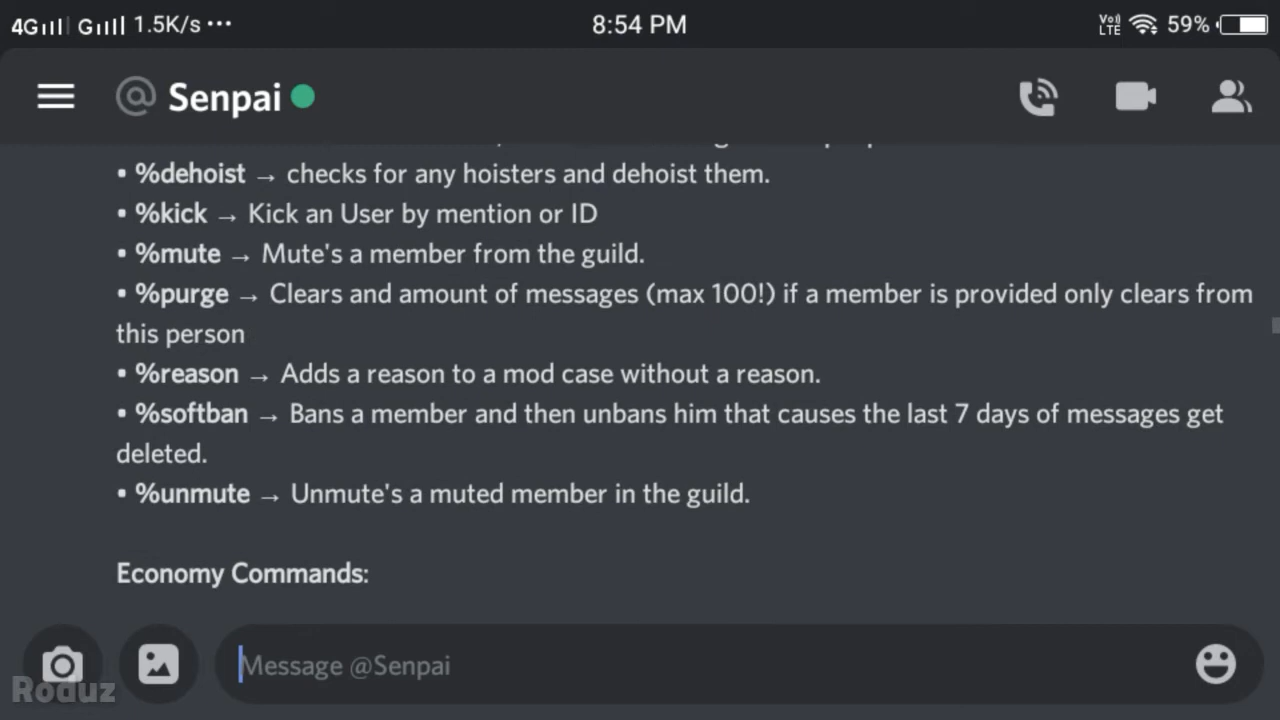 4G G 1.5K/s ··· 8:54 PM Vo)) LTE 59%
@ Senpai
• %dehoist → checks for any hoisters and dehoist them.
• %kick → Kick an User by mention or ID
• %mute → Mute's a member from the guild.
• %purge → Clears and amount of messages (max 100!) if a member is provided only clears from
this person
• %reason → Adds a reason to a mod case without a reason.
• %softban → Bans a member and then unbans him that causes the last 7 days of messages get
deleted.
• %unmute → Unmute's a muted member in the guild.
Economy Commands:
Message @Senpai
Roduz